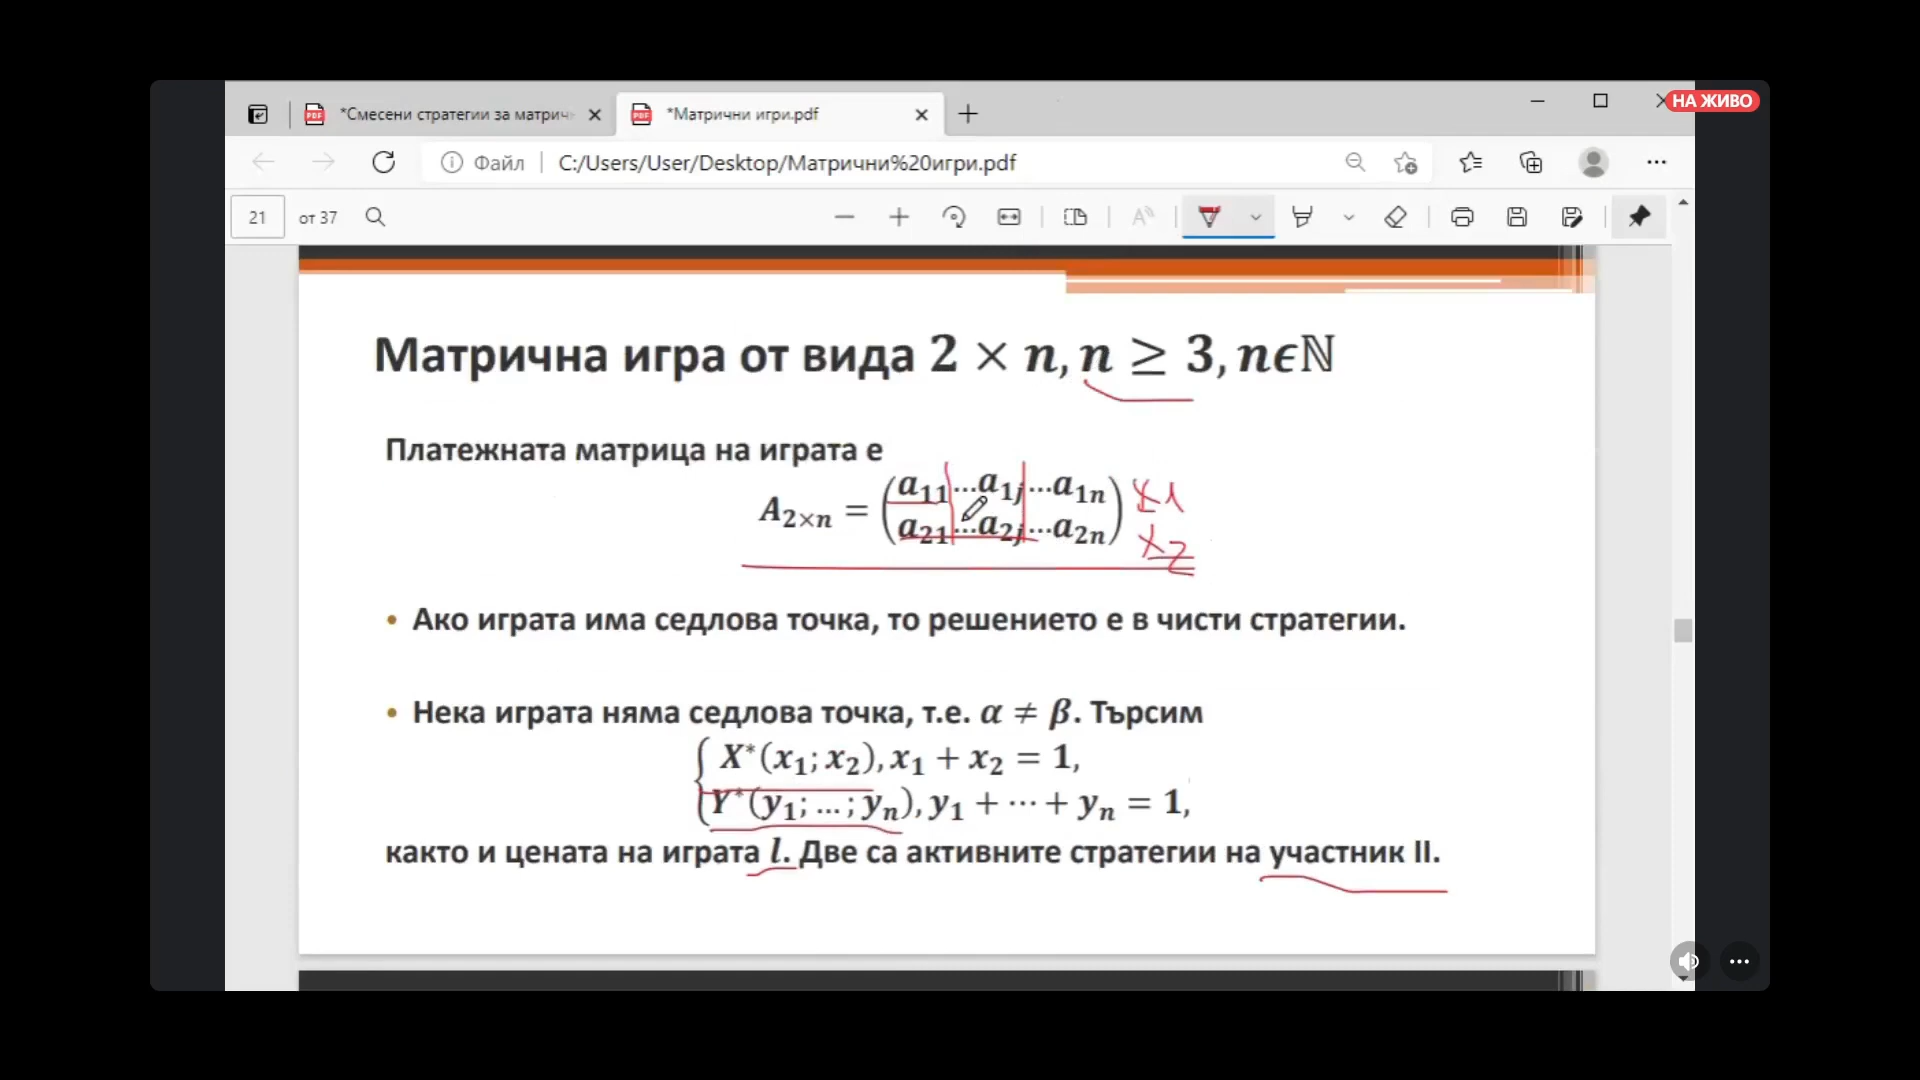 *Смесени стратегии за матрич
*Матрични игри.pdf
НА ЖИВО
Файл
C:/Users/User/Desktop/Матрични%20игри.pdf
21
от 37
Матрична игра от вида 2 × n, n ≥ 3, nϵℕ
Платежната матрица на играта е
a₁₁ ...a₁ⱼ ...a₁ₙ x1
A₂ₓₙ =
a₂₁ ...a₂ⱼ ...a₂ₙ x2
• Ако играта има седлова точка, то решението е в чисти стратегии.
• Нека играта няма седлова точка, т.е. α ≠ β. Търсим
X*(x₁; x₂), x₁ + x₂ = 1,
Y*(y₁; ... ; yₙ), y₁ + ⋯ + yₙ = 1,
както и цената на играта l. Две са активните стратегии на участник II.